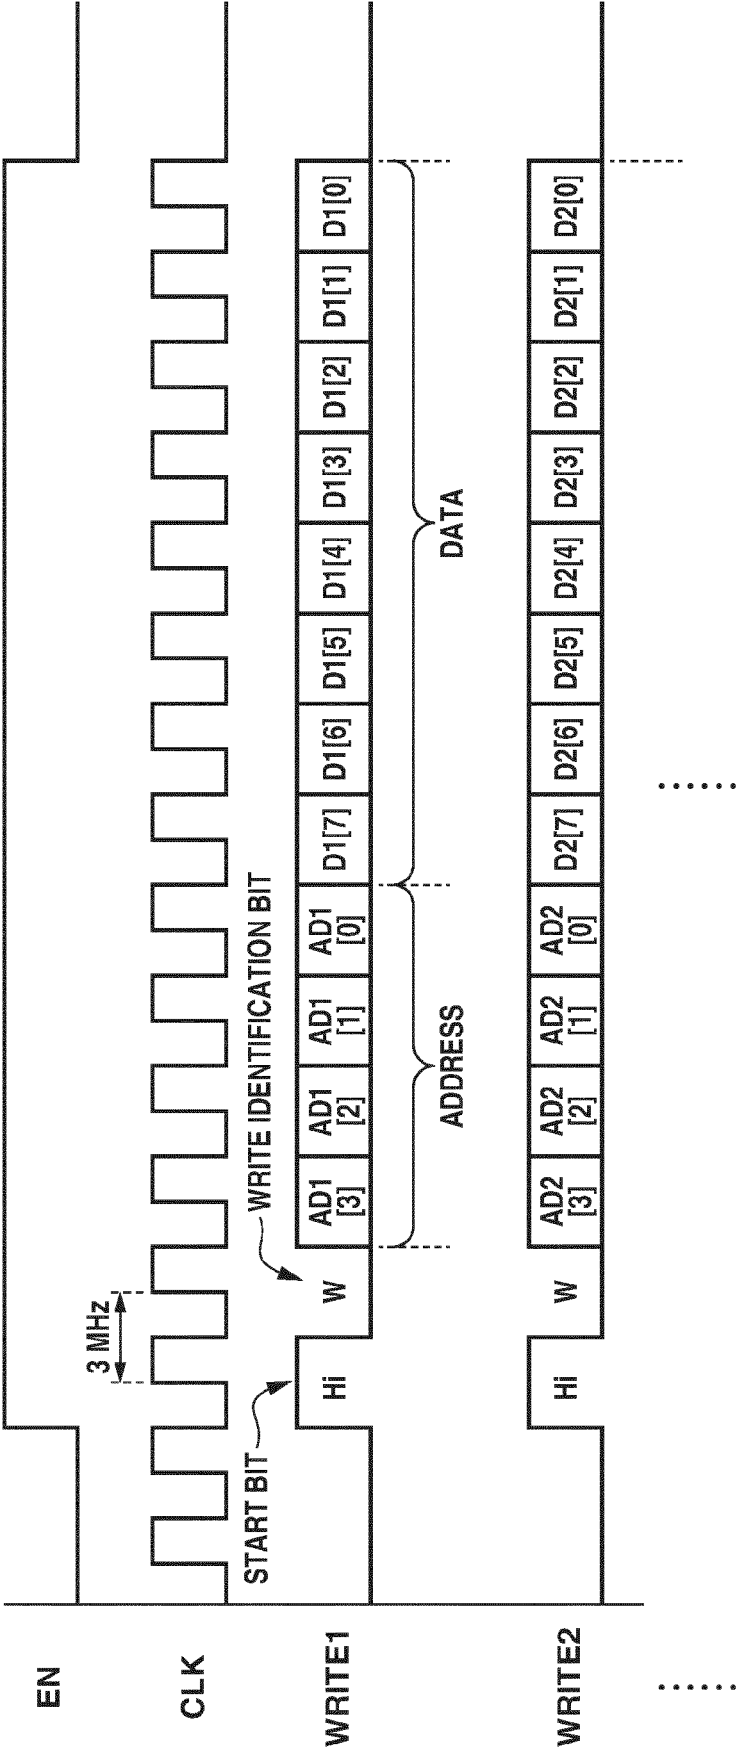 EN
3 MHz
CLK
START BIT
WRITE IDENTIFICATION BIT
WRITE1
Hi
W
AD1
[3]
AD1
[2]
AD1
[1]
AD1
[0]
D1[7]
D1[6]
D1[5]
D1[4]
D1[3]
D1[2]
D1[1]
D1[0]
ADDRESS
DATA
WRITE2
Hi
W
AD2
[3]
AD2
[2]
AD2
[1]
AD2
[0]
D2[7]
D2[6]
D2[5]
D2[4]
D2[3]
D2[2]
D2[1]
D2[0]